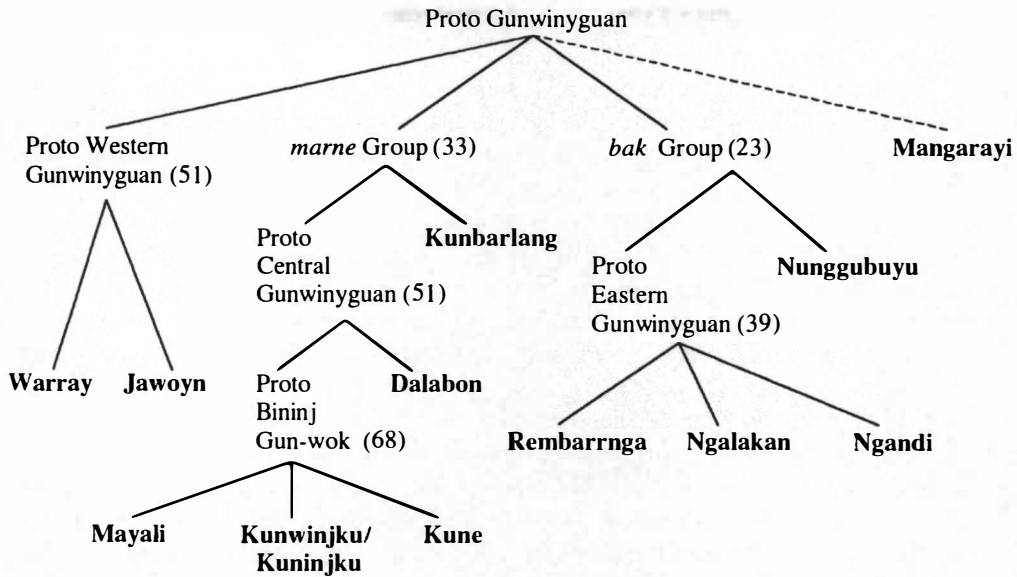 Proto Gunwinyguan
Proto Western
Gunwinyguan (51)
marne Group (33)
bak Group (23)
Mangarayi
Proto
Central
Gunwinyguan (51)
Kunbarlang
Proto
Eastern
Gunwinyguan (39)
Nunggubuyu
Warray
Jawoyn
Proto
Bininj
Gun-wok (68)
Dalabon
Rembarrnga
Ngalakan
Ngandi
Mayali
Kunwinjku/
Kuninjku
Kune